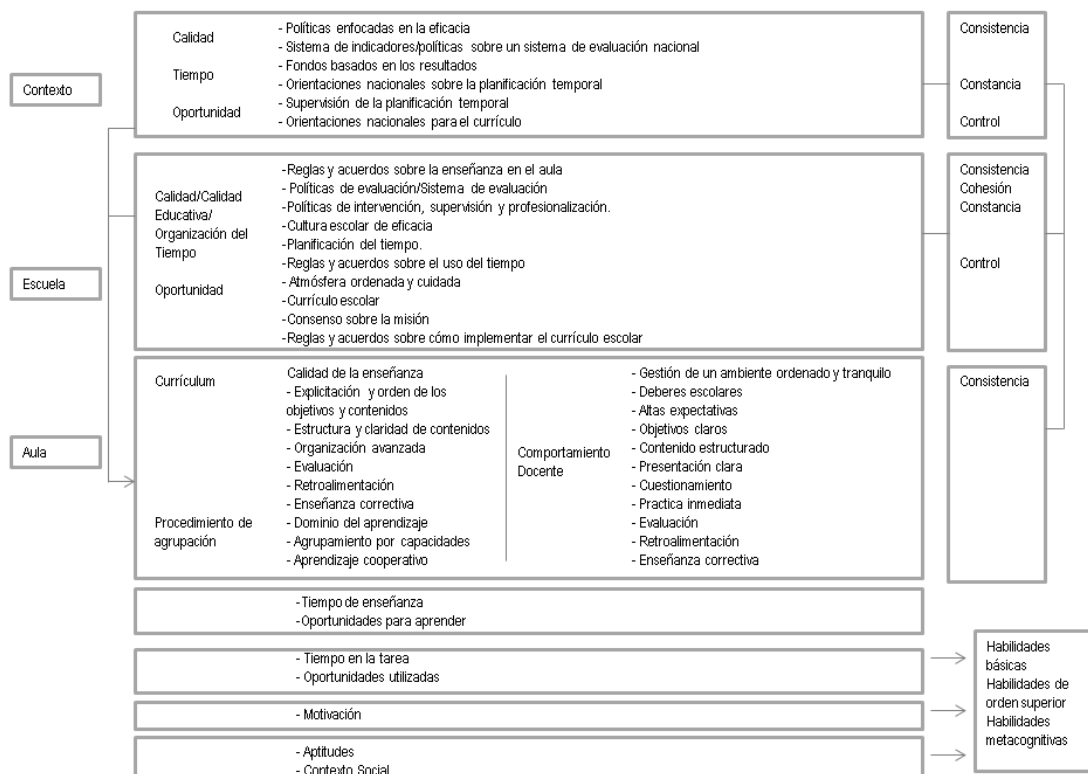 Contexto
Calidad
Tiempo
Oportunidad
- Políticas enfocadas en la eficacia
- Sistema de indicadores/políticas sobre un sistema de evaluación nacional
- Fondos basados en los resultados
- Orientaciones nacionales sobre la planificación temporal
- Supervisión de la planificación temporal
- Orientaciones nacionales para el currículo
Consistencia
Constancia
Control
Escuela
Calidad/Calidad
Educativa/
Organización del
Tiempo
Oportunidad
-Reglas y acuerdos sobre la enseñanza en el aula
- Políticas de evaluación/Sistema de evaluación
-Políticas de intervención, supervisión y profesionalización.
-Cultura escolar de eficacia
-Planificación del tiempo.
-Reglas y acuerdos sobre el uso del tiempo
- Atmósfera ordenada y cuidada
-Currículo escolar
-Consenso sobre la misión
-Reglas y acuerdos sobre cómo implementar el currículo escolar
Consistencia
Cohesión
Constancia
Control
Aula
Currículum
Procedimiento de
agrupación
Calidad de la enseñanza
- Explicitación y orden de los
objetivos y contenidos
- Estructura y claridad de contenidos
- Organización avanzada
- Evaluación
- Retroalimentación
- Enseñanza correctiva
- Dominio del aprendizaje
- Agrupamiento por capacidades
- Aprendizaje cooperativo
Comportamiento
Docente
- Gestión de un ambiente ordenado y tranquilo
- Deberes escolares
- Altas expectativas
- Objetivos claros
- Contenido estructurado
- Presentación clara
- Cuestionamiento
- Practica inmediata
- Evaluación
- Retroalimentación
- Enseñanza correctiva
Consistencia
-Tiempo de enseñanza
-Oportunidades para aprender
- Tiempo en la tarea
- Oportunidades utilizadas
- Motivación
- Aptitudes
- Contexto Social
Habilidades
básicas
Habilidades de
orden superior
Habilidades
metacognitivas